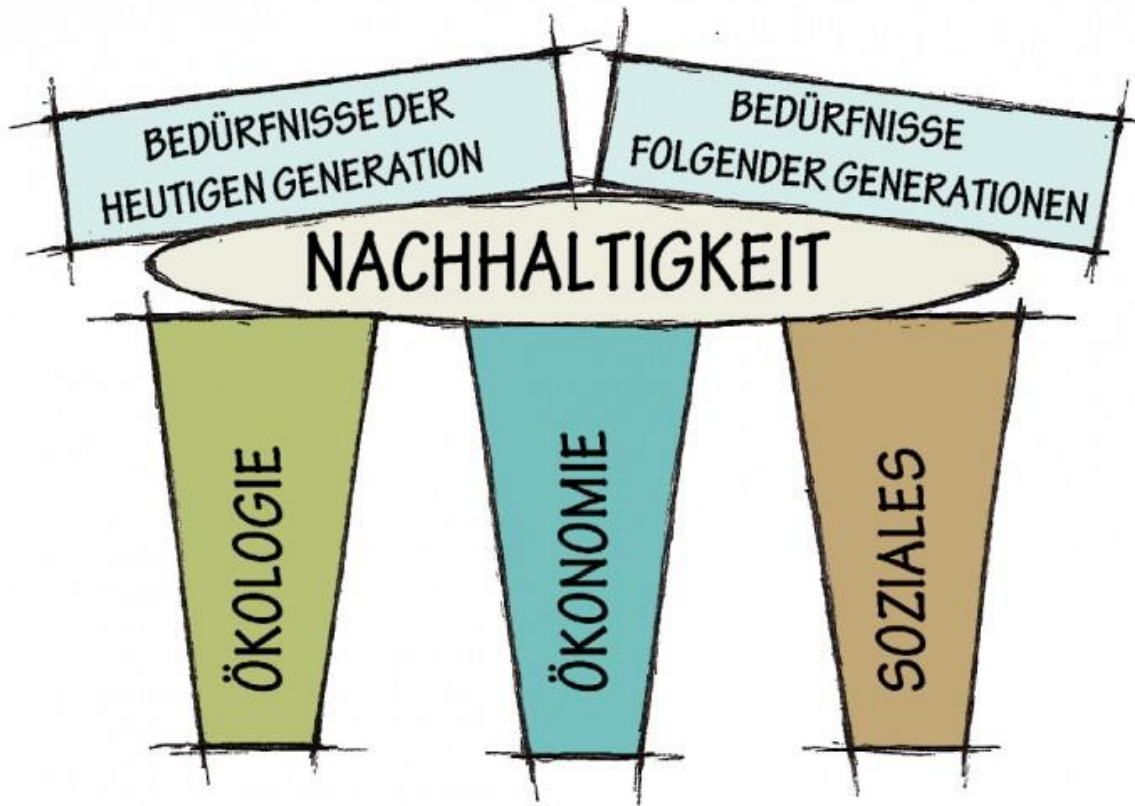 BEDÜRFNISSE DER
HEUTIGEN GENERATION
BEDÜRFNISSE
FOLGENDER GENERATIONEN
NACHHALTIGKEIT
ÖKOLOGIE
ÖKONOMIE
SOZIALES